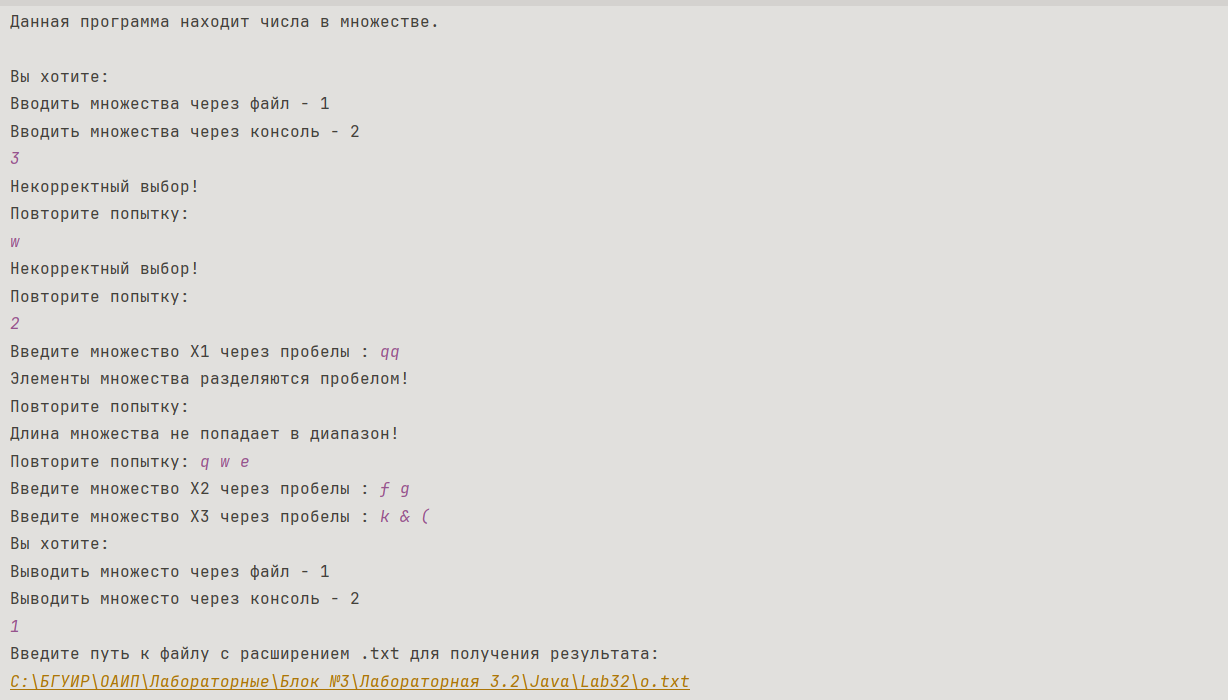 Данная программа находит числа в множестве.
Вы хотите:
Вводить множества через файл - 1
Вводить множества через консоль - 2
3
Некорректный выбор!
Повторите попытку:
w
Некорректный выбор!
Повторите попытку:
2
Введите множество X1 через пробелы : qq
Элементы множества разделяются пробелом!
Повторите попытку:
Длина множества не попадает в диапазон!
Повторите попытку: q w e
Введите множество X2 через пробелы : f g
Введите множество X3 через пробелы : k & (
Вы хотите:
Выводить множесто через файл - 1
Выводить множесто через консоль - 2
1
Введите путь к файлу с расширением .txt для получения результата:
C:\БГУИР\ОАИП\Лабораторные\Блок №3\Лабораторная 3.2\Java\Lab32\o.txt